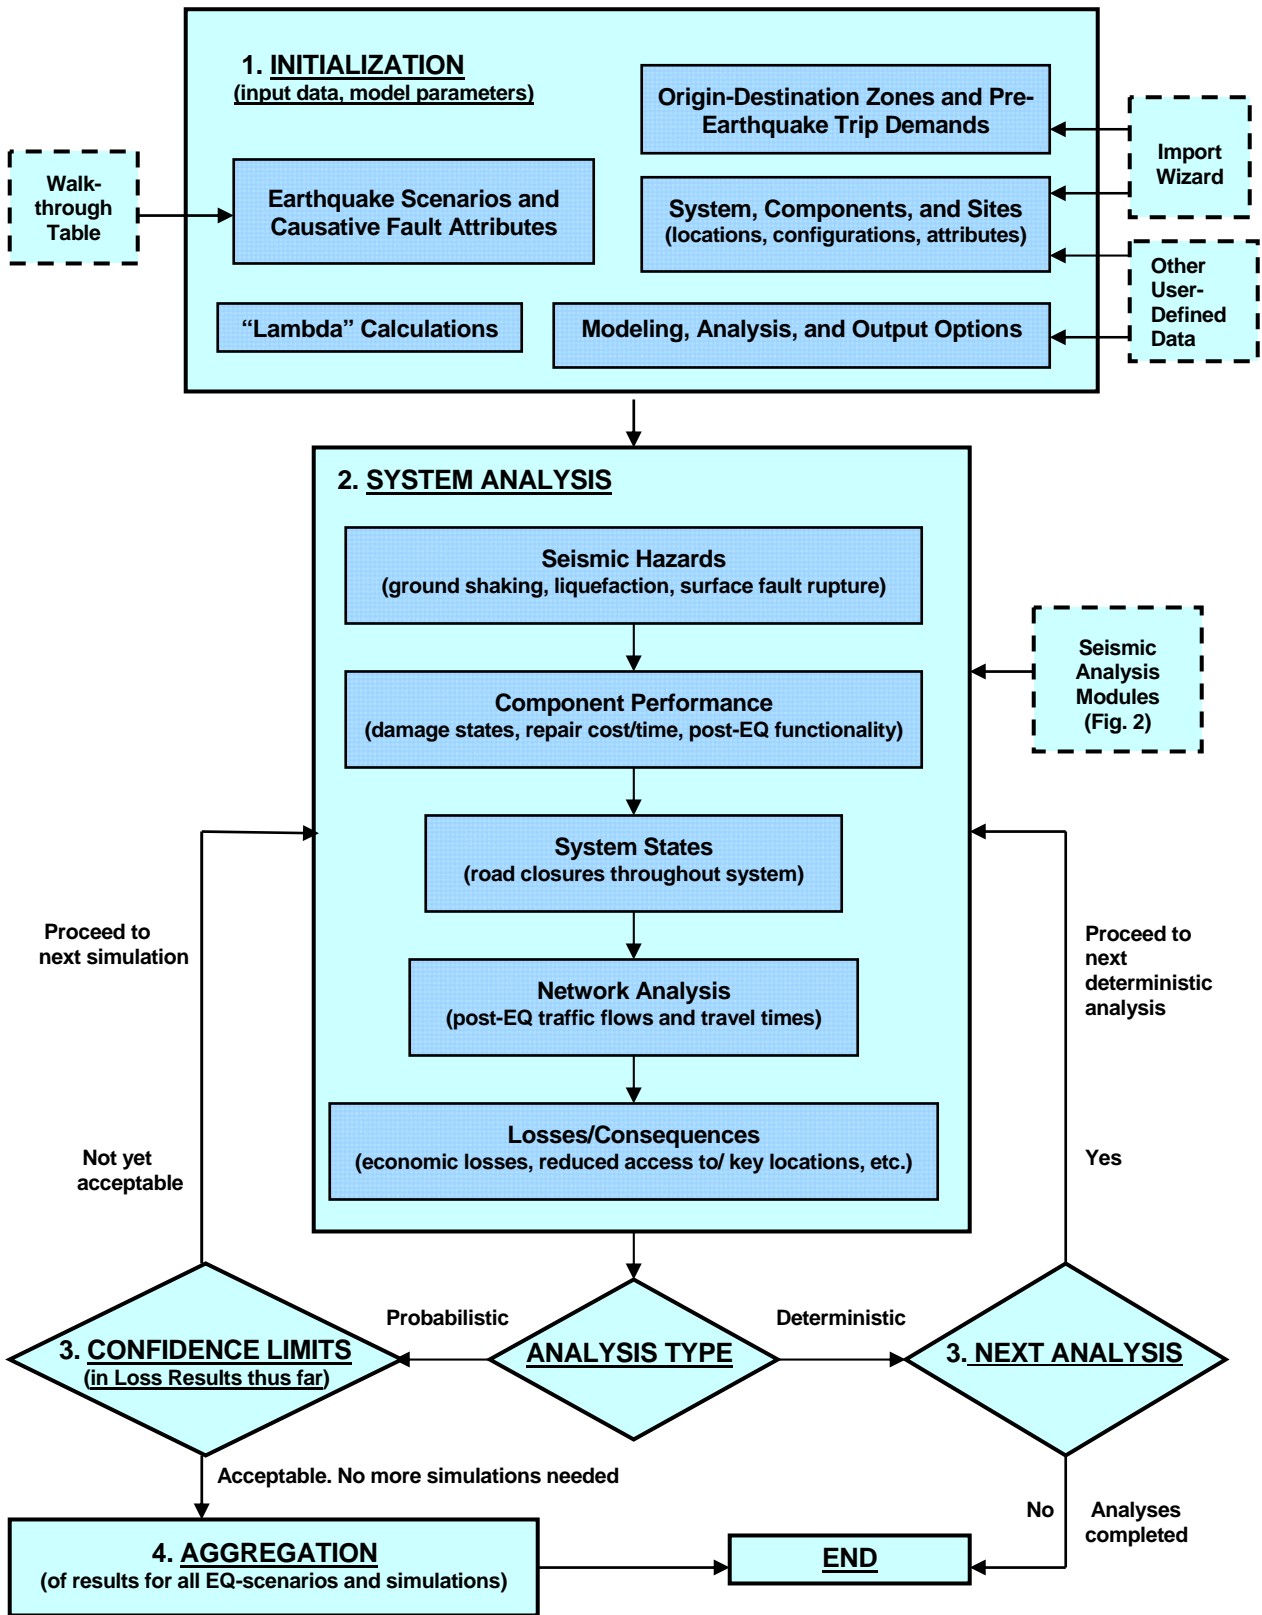 1. INITIALIZATION
(input data, model parameters)
Origin-Destination Zones and Pre-
Earthquake Trip Demands
Import
Wizard
Walk-
through
Table
Earthquake Scenarios and
Causative Fault Attributes
System, Components, and Sites
(locations, configurations, attributes)
Other
User-
Defined
Data
“Lambda” Calculations
Modeling, Analysis, and Output Options
2. SYSTEM ANALYSIS
Seismic Hazards
(ground shaking, liquefaction, surface fault rupture)
Seismic
Analysis
Modules
(Fig. 2)
Component Performance
(damage states, repair cost/time, post-EQ functionality)
System States
(road closures throughout system)
Proceed to
next simulation
Proceed to
next
deterministic
analysis
Network Analysis
(post-EQ traffic flows and travel times)
Losses/Consequences
(economic losses, reduced access to/ key locations, etc.)
Not yet
acceptable
Yes
Probabilistic
Deterministic
3. CONFIDENCE LIMITS
(in Loss Results thus far)
ANALYSIS TYPE
3. NEXT ANALYSIS
Acceptable. No more simulations needed
No
Analyses
completed
4. AGGREGATION
(of results for all EQ-scenarios and simulations)
END